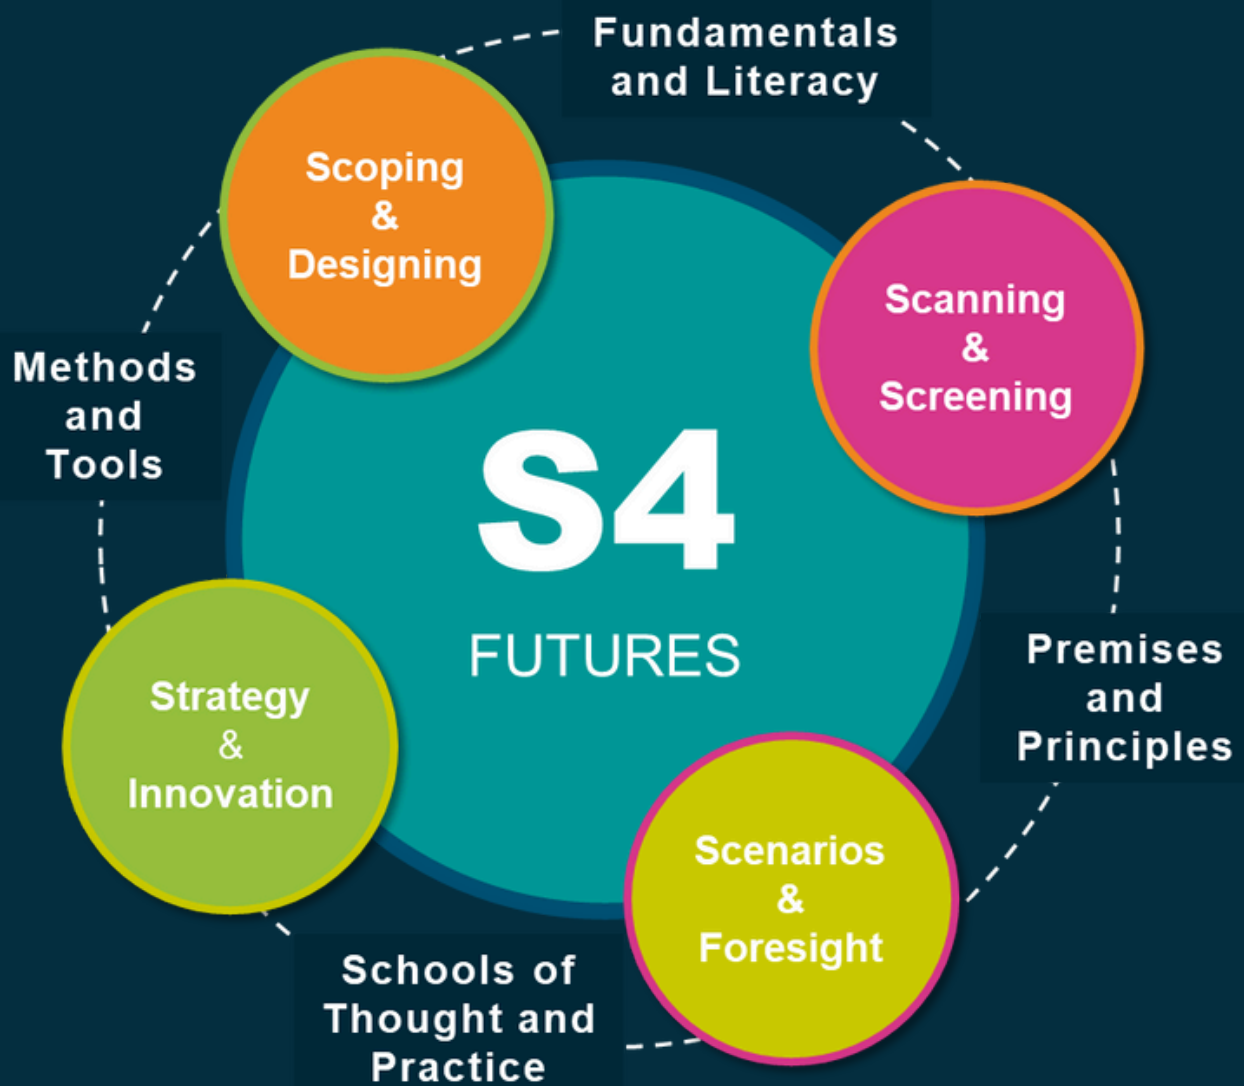 Fundamentals
and Literacy
Scoping
&
Designing
Scanning
&
Screening
Methods
and
Tools
S4
FUTURES
Premises
and
Principles
Strategy
&
Innovation
Scenarios
&
Foresight
Schools of
Thought and
Practice